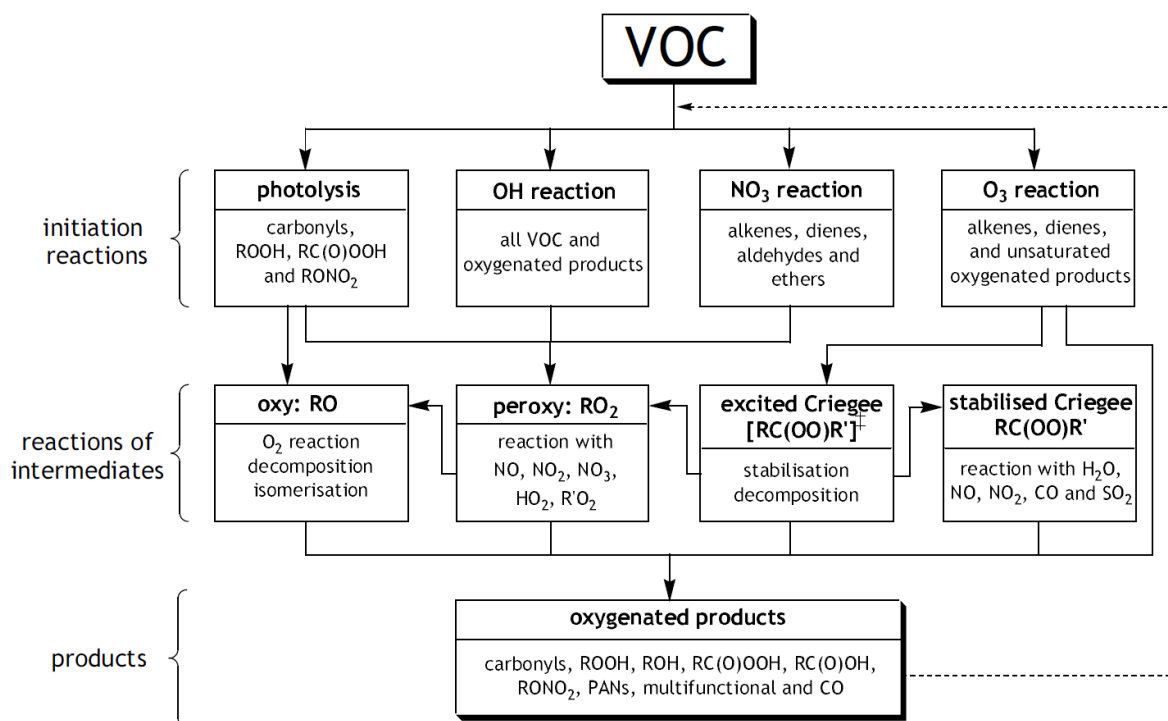 VOC
photolysis
carbonyls,
ROOH, RC(O)OOH
and RONO₂
OH reaction
all VOC and
oxygenated products
NO₃ reaction
alkenes, dienes,
aldehydes and
ethers
O₃ reaction
alkenes, dienes,
and unsaturated
oxygenated products
initiation
reactions
oxy: RO
O₂ reaction
decomposition
isomerisation
peroxy: RO₂
reaction with
NO, NO₂, NO₃,
HO₂, R'O₂
excited Criegee
[RC(OO)R']‡
stabilisation
decomposition
stabilised Criegee
RC(OO)R'
reaction with H₂O,
NO, NO₂, CO and SO₂
reactions of
intermediates
oxygenated products
carbonyls, ROOH, ROH, RC(O)OOH, RC(O)OH,
RONO₂, PANs, multifunctional and CO
products